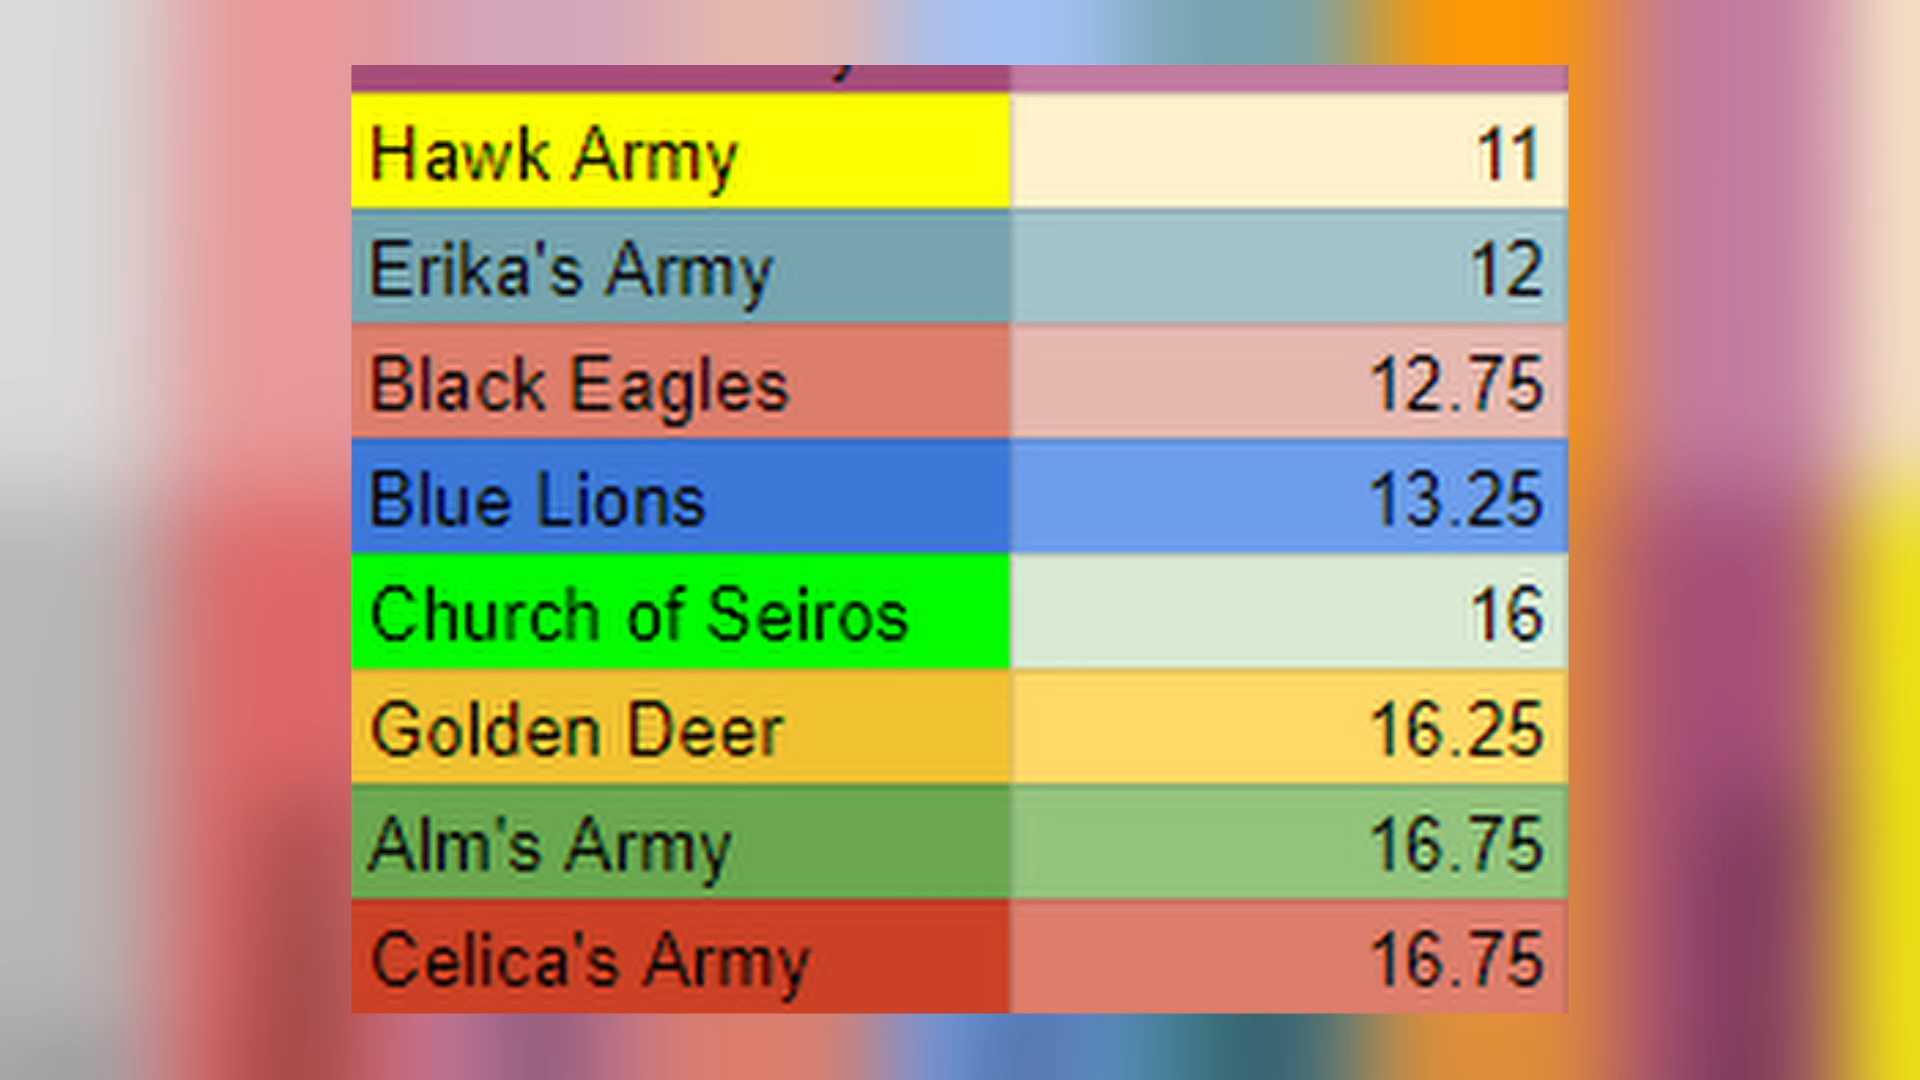 Hawk Army 11
Erika's Army 12
Black Eagles 12.75
Blue Lions 13.25
Church of Seiros 16
Golden Deer 16.25
Alm's Army 16.75
Celica's Army 16.75